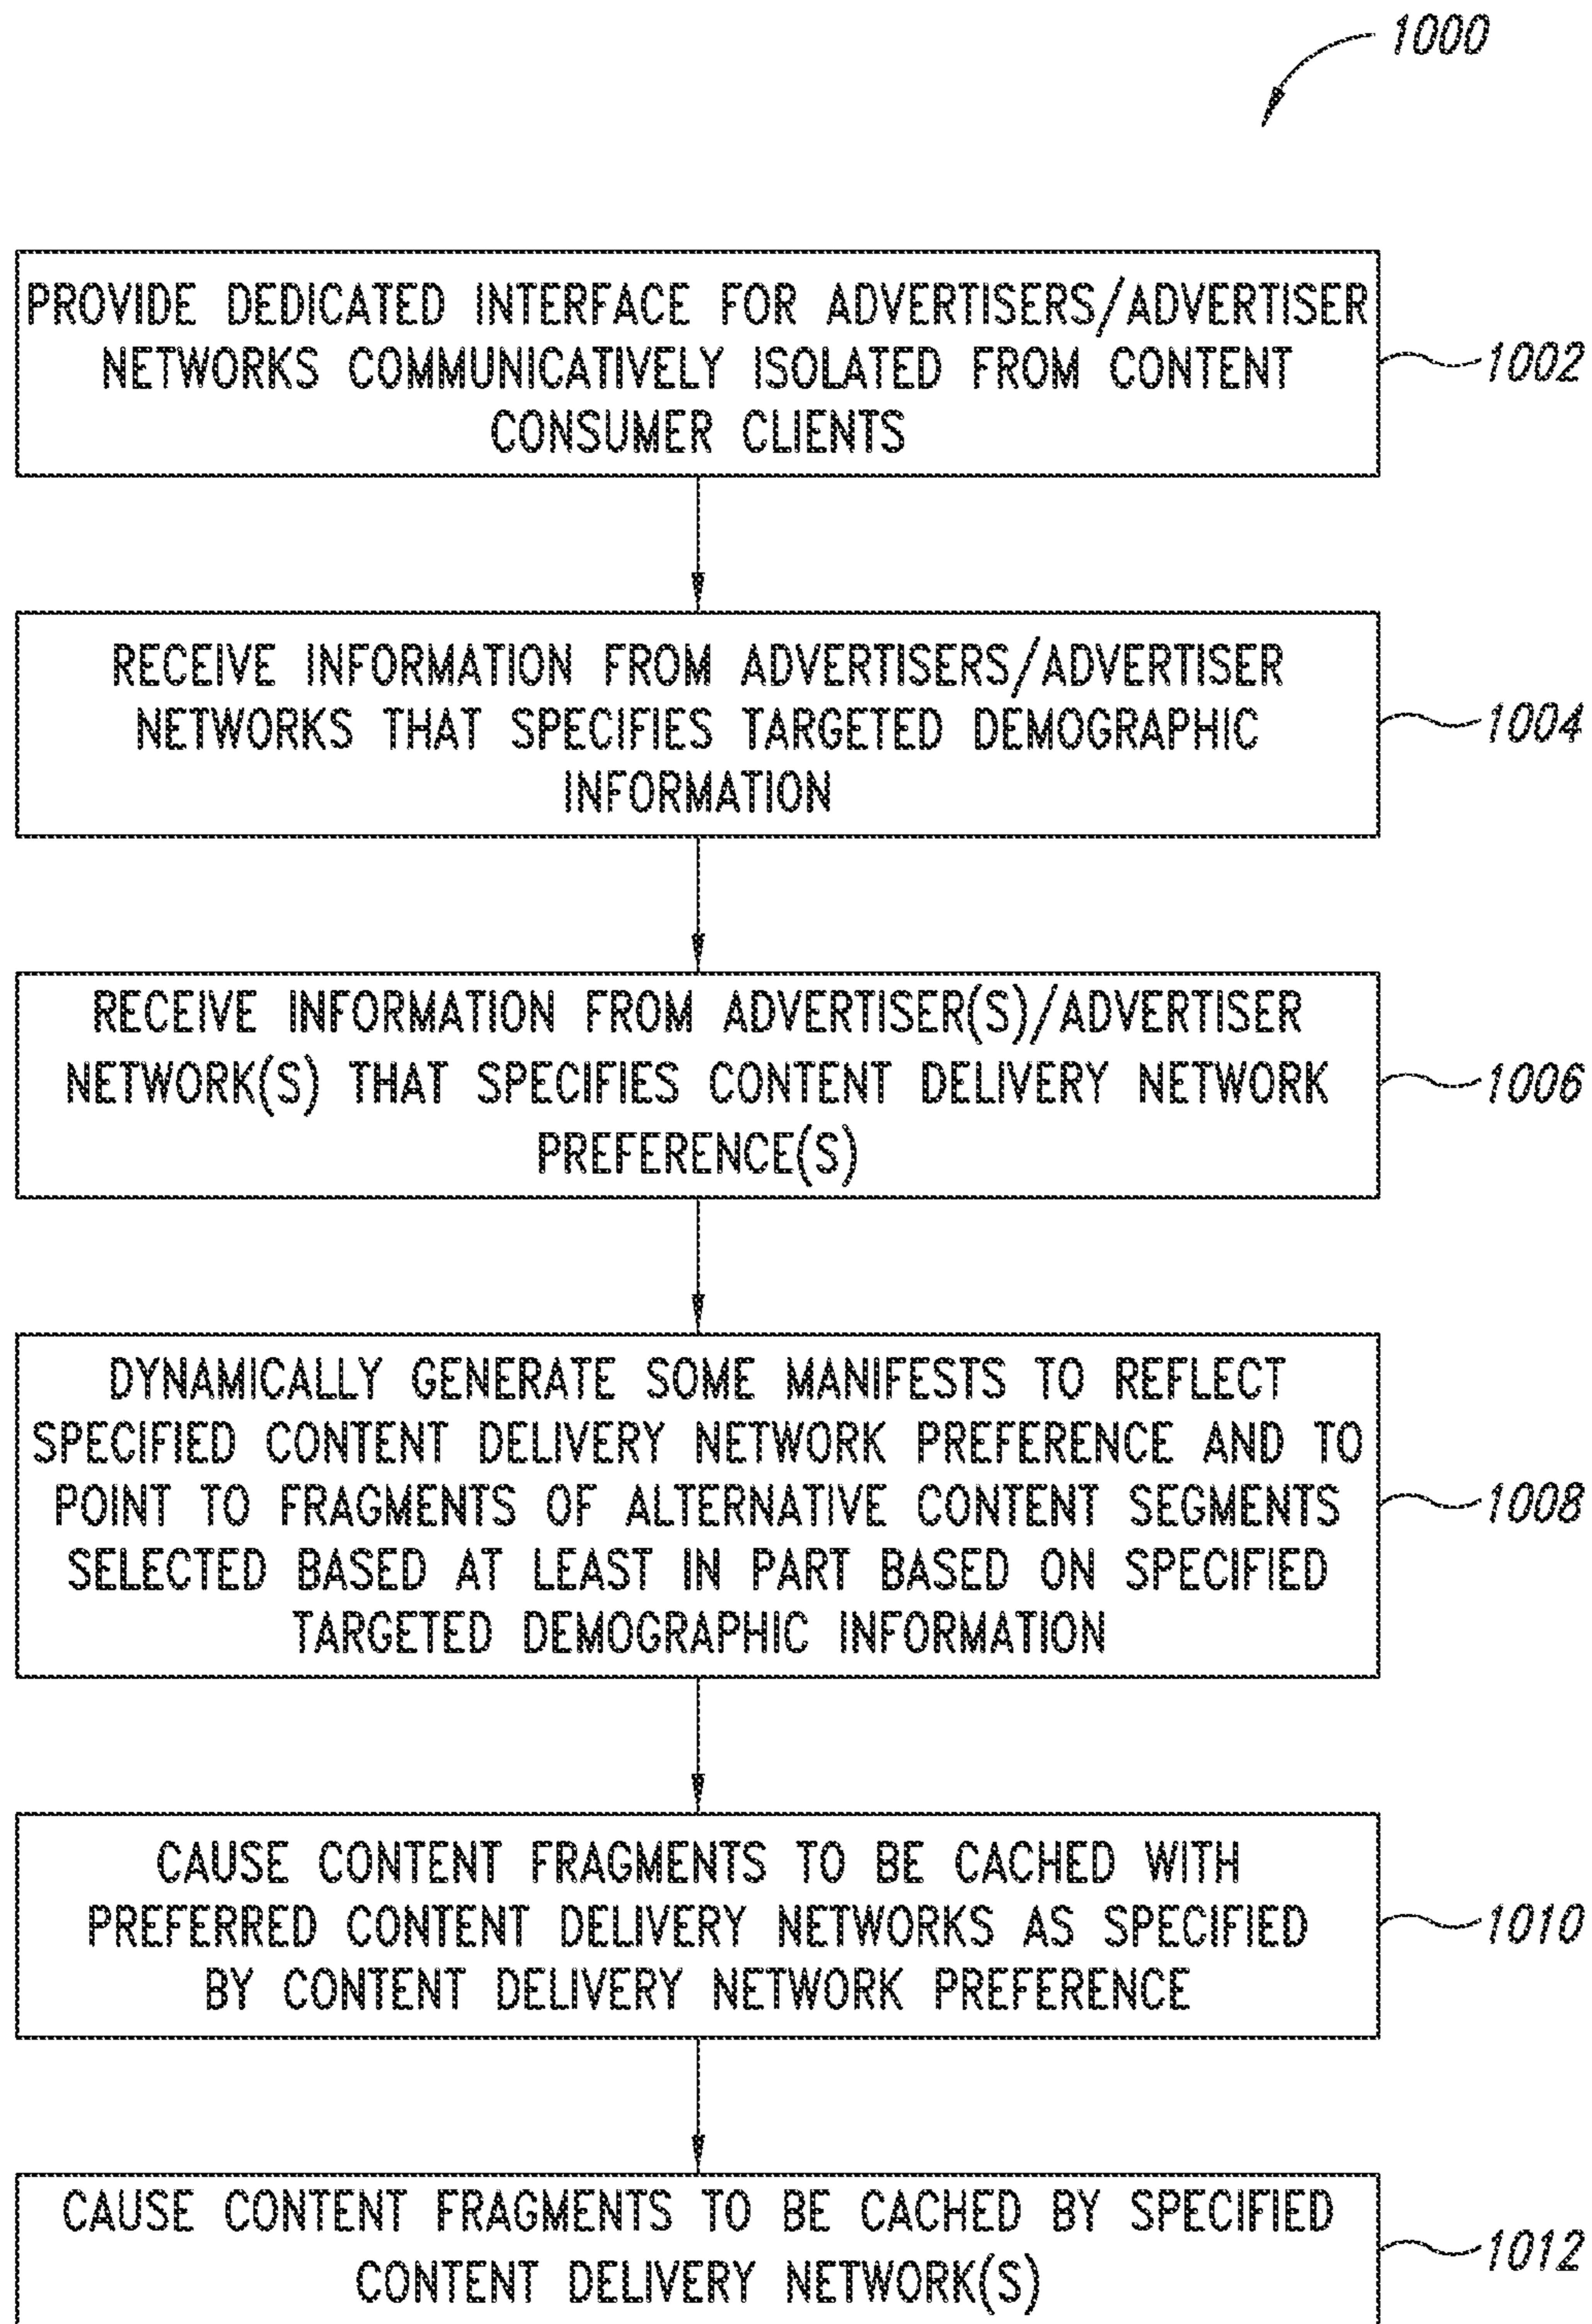 1000
PROVIDE DEDICATED INTERFACE FOR ADVERTISERS/ADVERTISER
NETWORKS COMMUNICATIVELY ISOLATED FROM CONTENT
CONSUMER CLIENTS
1002
RECEIVE INFORMATION FROM ADVERTISERS/ADVERTISER
NETWORKS THAT SPECIFIES TARGETED DEMOGRAPHIC
INFORMATION
1004
RECEIVE INFORMATION FROM ADVERTISER(S)/ADVERTISER
NETWORK(S) THAT SPECIFIES CONTENT DELIVERY NETWORK
PREFERENCE(S)
1006
DYNAMICALLY GENERATE SOME MANIFESTS TO REFLECT
SPECIFIED CONTENT DELIVERY NETWORK PREFERENCE AND TO
POINT TO FRAGMENTS OF ALTERNATIVE CONTENT SEGMENTS
SELECTED BASED AT LEAST IN PART BASED ON SPECIFIED
TARGETED DEMOGRAPHIC INFORMATION
1008
CAUSE CONTENT FRAGMENTS TO BE CACHED WITH
PREFERRED CONTENT DELIVERY NETWORKS AS SPECIFIED
BY CONTENT DELIVERY NETWORK PREFERENCE
1010
CAUSE CONTENT FRAGMENTS TO BE CACHED BY SPECIFIED
CONTENT DELIVERY NETWORK(S)
1012